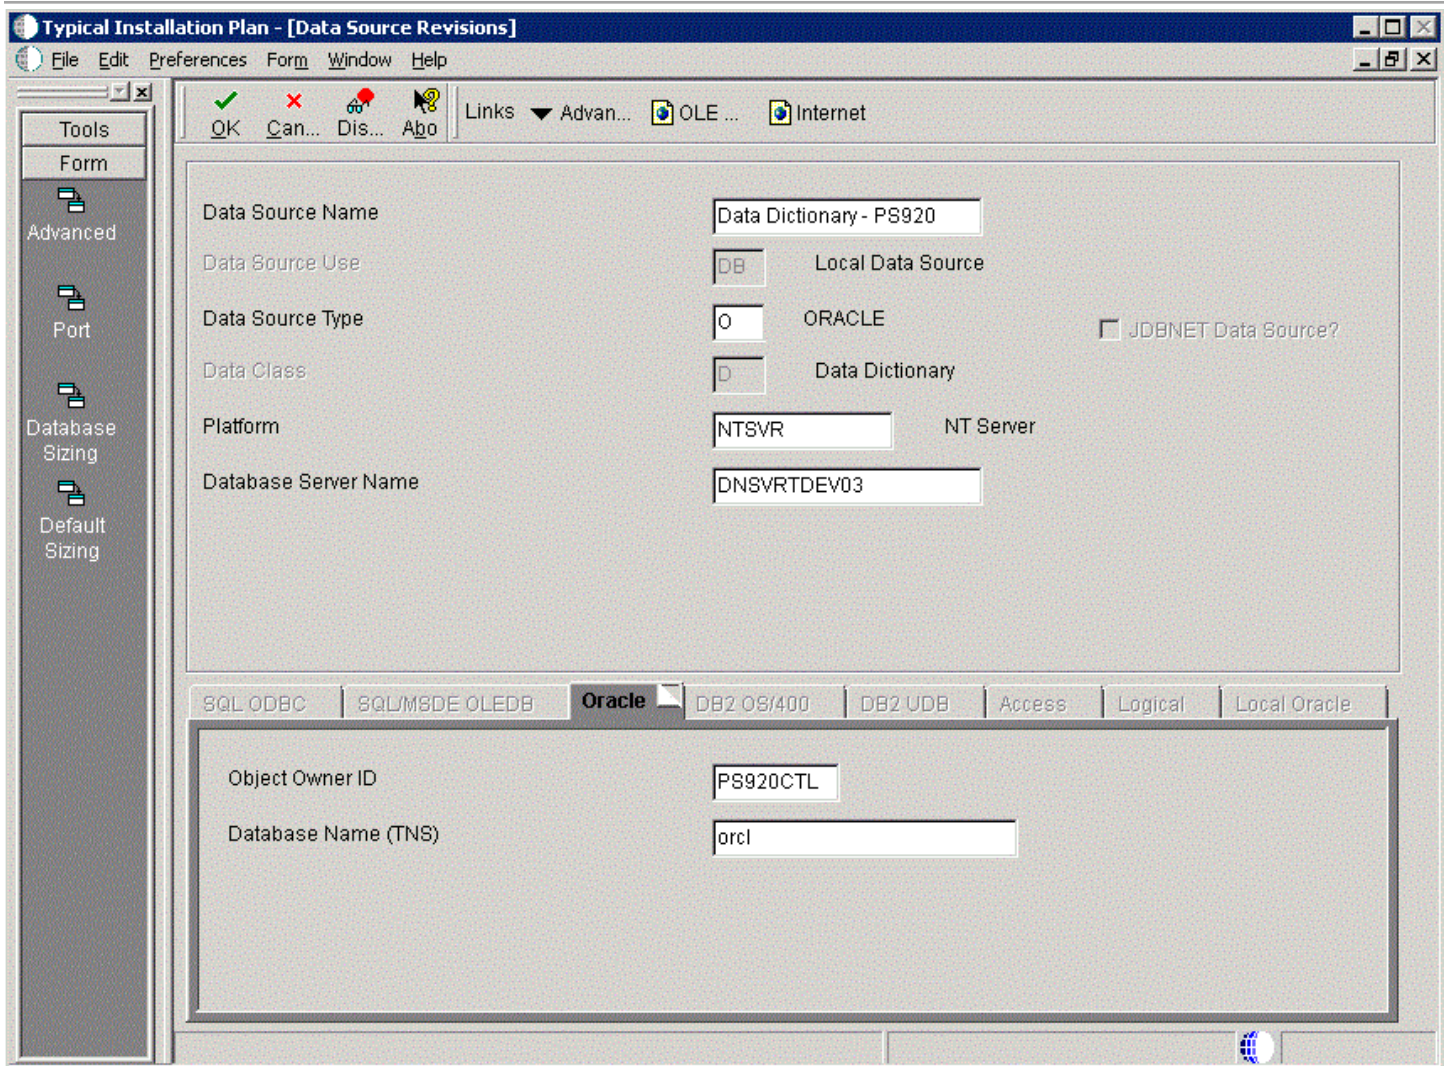 Typical Installation Plan - [Data Source Revisions]
File Edit Preferences Form Window Help
Tools
Form
Advanced
Port
Database
Sizing
Default
Sizing
OK Can... Dis... Abo Links Advan... OLE ... Internet
Data Source Name Data Dictionary - PS920
Data Source Use DB Local Data Source
Data Source Type O ORACLE JDBNET Data Source?
Data Class D Data Dictionary
Platform NTSVR NT Server
Database Server Name DNSVRTDEV03
SQL ODBC SQL/MSDE OLEDB Oracle DB2 OS/400 DB2 UDB Access Logical Local Oracle
Object Owner ID PS920CTL
Database Name (TNS) orcl